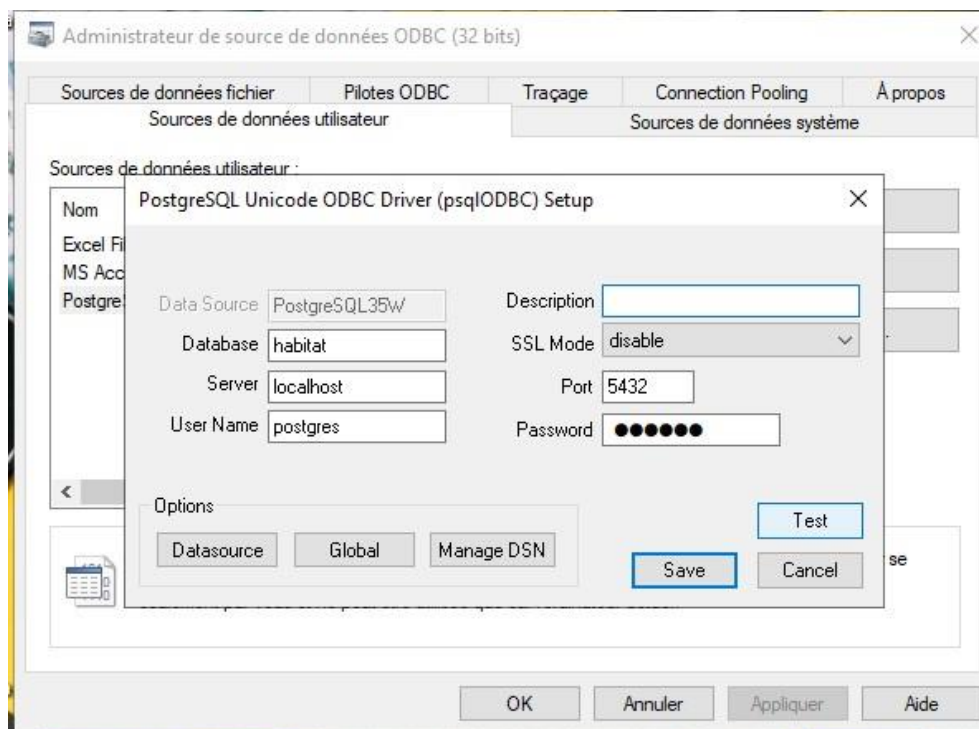 Administrateur de source de données ODBC (32 bits)
Sources de données fichier Pilotes ODBC Traçage Connection Pooling À propos
Sources de données utilisateur Sources de données système
Sources de données utilisateur :
PostgreSQL Unicode ODBC Driver (psqlODBC) Setup
Nom
Excel Fi
MS Acc
Postgre
Data Source PostgreSQL35W Description
Database habitat SSL Mode disable
Server localhost Port 5432
User Name postgres Password ●●●●●●
Options
Test
Datasource Global Manage DSN
Save Cancel
se
OK Annuler Appliquer Aide